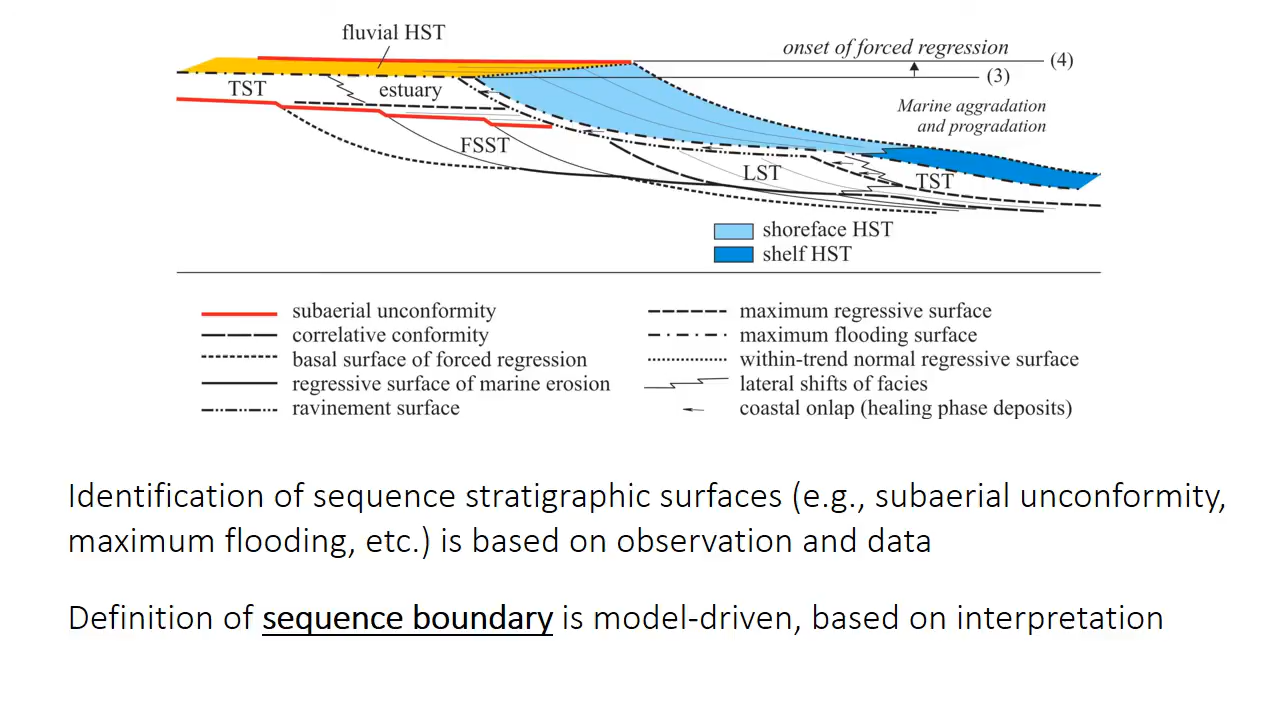 fluvial HST
onset of forced regression
(4)
(3)
TST
estuary
Marine aggradation
and progradation
FSST
LST
TST
shoreface HST
shelf HST
subaerial unconformity
correlative conformity
basal surface of forced regression
regressive surface of marine erosion
ravinement surface
maximum regressive surface
maximum flooding surface
within-trend normal regressive surface
lateral shifts of facies
coastal onlap (healing phase deposits)
Identification of sequence stratigraphic surfaces (e.g., subaerial unconformity,
maximum flooding, etc.) is based on observation and data
Definition of sequence boundary is model-driven, based on interpretation